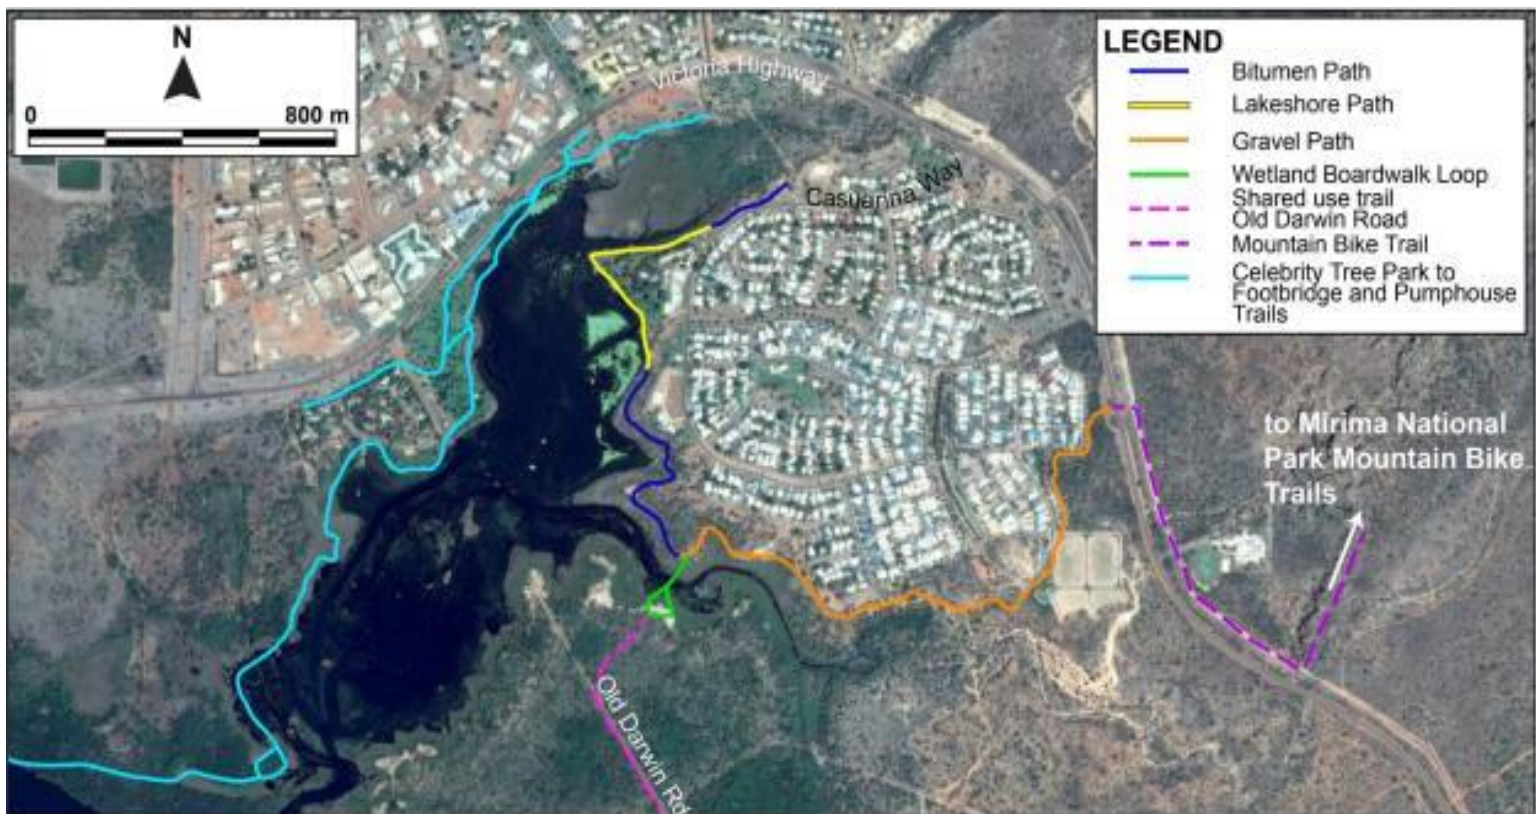 N
0 800 m
Victoria Highway
Casuarina Way
LEGEND
Bitumen Path
Lakeshore Path
Gravel Path
Wetland Boardwalk Loop
Shared use trail
Old Darwin Road
Mountain Bike Trail
Celebrity Tree Park to
Footbridge and Pumphouse
Trails
to Mirima National
Park Mountain Bike
Trails
Old Darwin Rd